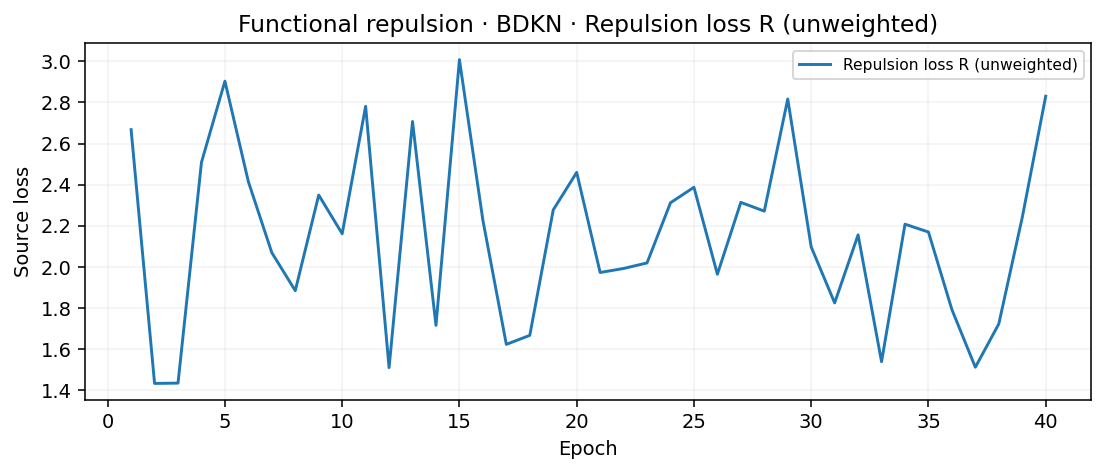 Functional repulsion · BDKN · Repulsion loss R (unweighted)
Repulsion loss R (unweighted)
Source loss
3.0
2.8
2.6
2.4
2.2
2.0
1.8
1.6
1.4
0 5 10 15 20 25 30 35 40
Epoch